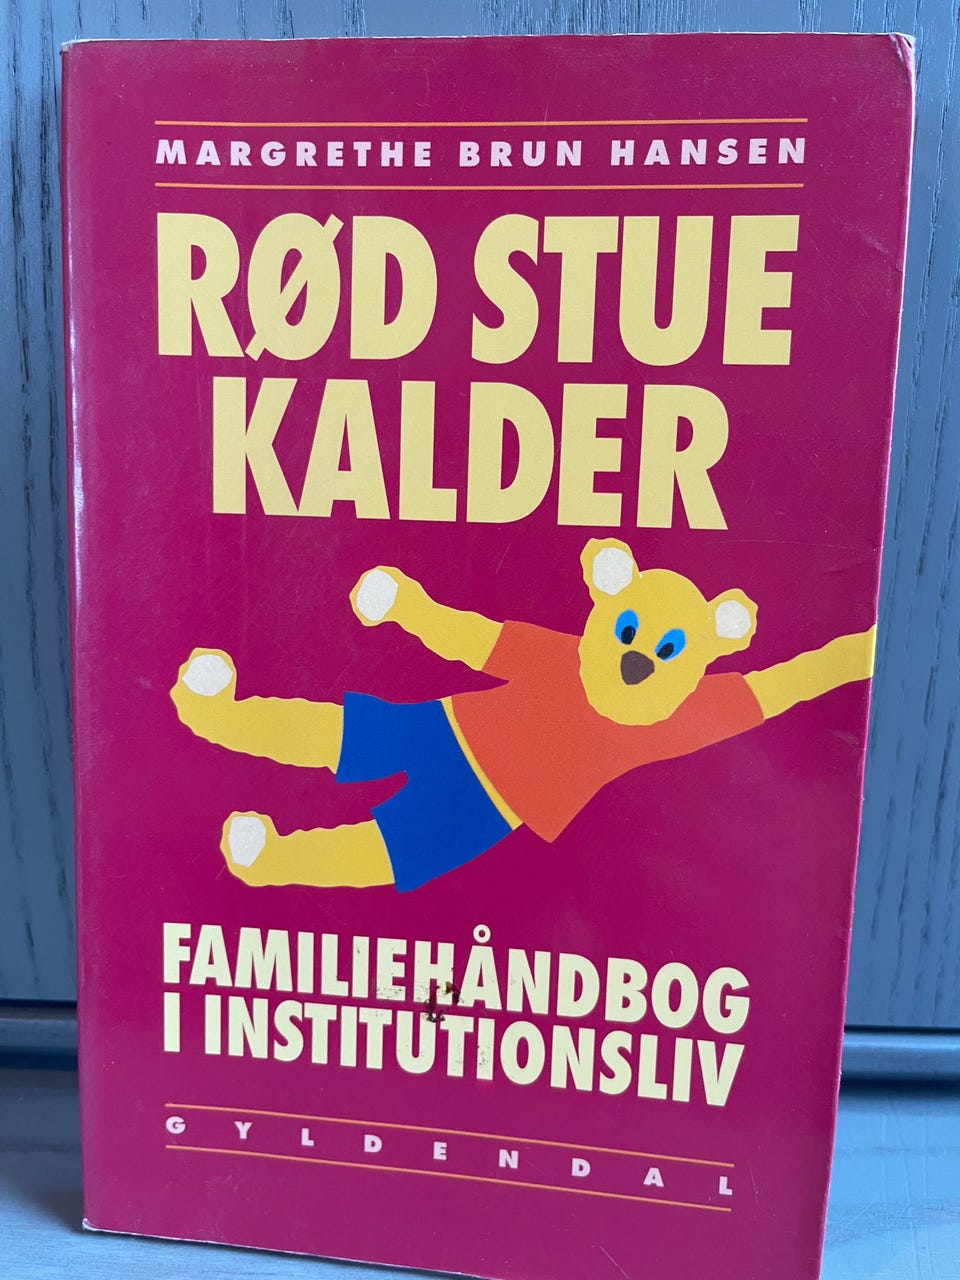 MARGRETHE BRUN HANSEN
RØD STUE
KALDER
FAMILIEHÅNDBOG
I INSTITUTIONSLIV
GYLDENDAL